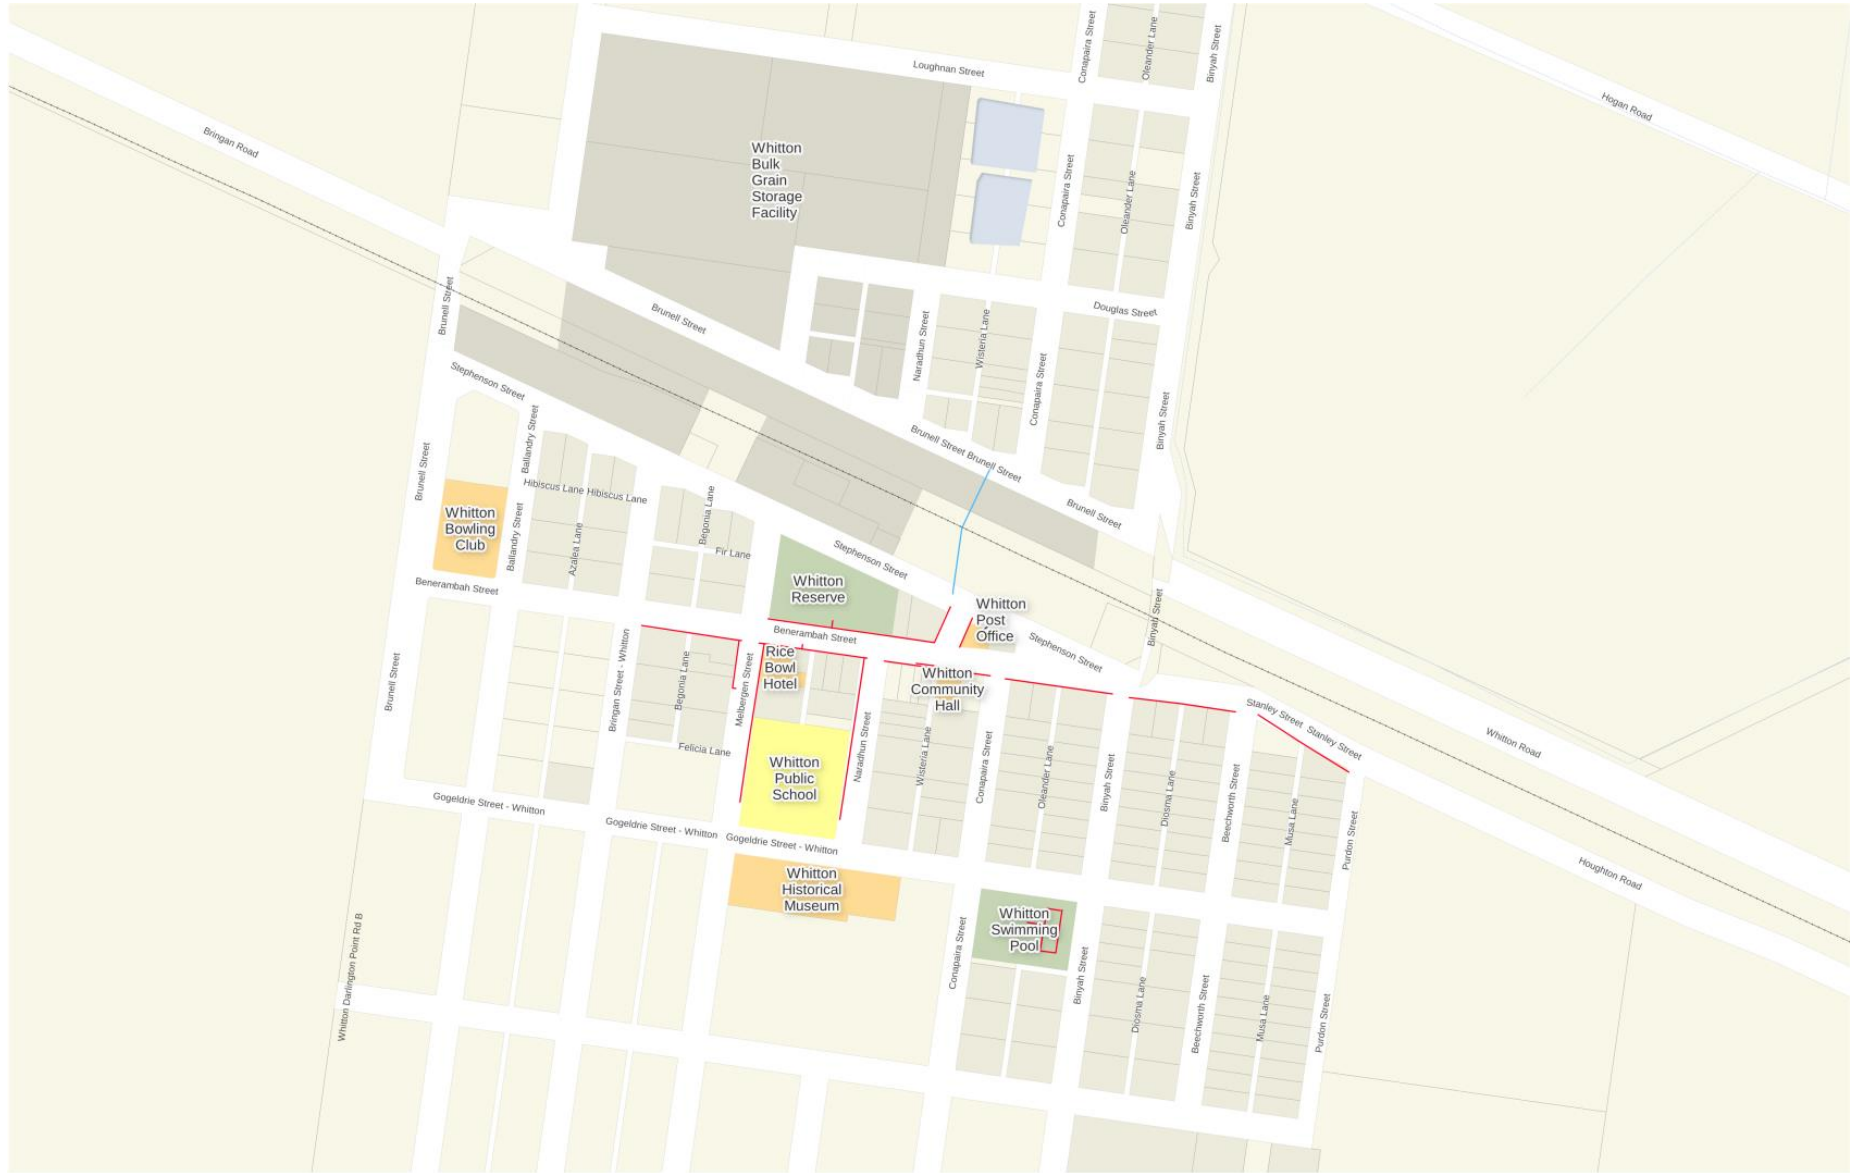 Conapaira Street
Oleander Lane
Binyah Street
Loughnan Street
Hogan Road
Bringan Road
Whitton
Bulk
Grain
Storage
Facility
Conapaira Street
Oleander Lane
Binyah Street
Brunell Street
Brunell Street
Douglas Street
Naradhun Street
Wisteria Lane
Conapaira Street
Binyah Street
Stephenson Street
Ballandry Street
Brunell Street
Brunell Street Brunell Street
Brunell Street
Hibiscus Lane Hibiscus Lane
Begonia Lane
Whitton
Bowling
Club
Ballandry Street
Azalea Lane
Fir Lane
Stephenson Street
Benerambah Street
Whitton
Reserve
Whitton
Post
Office
Binyah Street
Benerambah Street
Stephenson Street
Brunell Street
Bringan Street - Whitton
Begonia Lane
Melbergen Street
Rice
Bowl
Hotel
Whitton
Community
Hall
Stanley Street Stanley Street
Whitton Road
Felicia Lane
Naradhun Street
Wisteria Lane
Conapaira Street
Oleander Lane
Binyah Street
Diosma Lane
Beechworth Street
Musa Lane
Purdon Street
Whitton
Public
School
Gogeldrie Street - Whitton
Gogeldrie Street - Whitton
Gogeldrie Street - Whitton
Houghton Road
Whitton
Historical
Museum
Whitton
Swimming
Pool
Whitton Darlington Point Rd B
Conapaira Street
Binyah Street
Diosma Lane
Beechworth Street
Musa Lane
Purdon Street